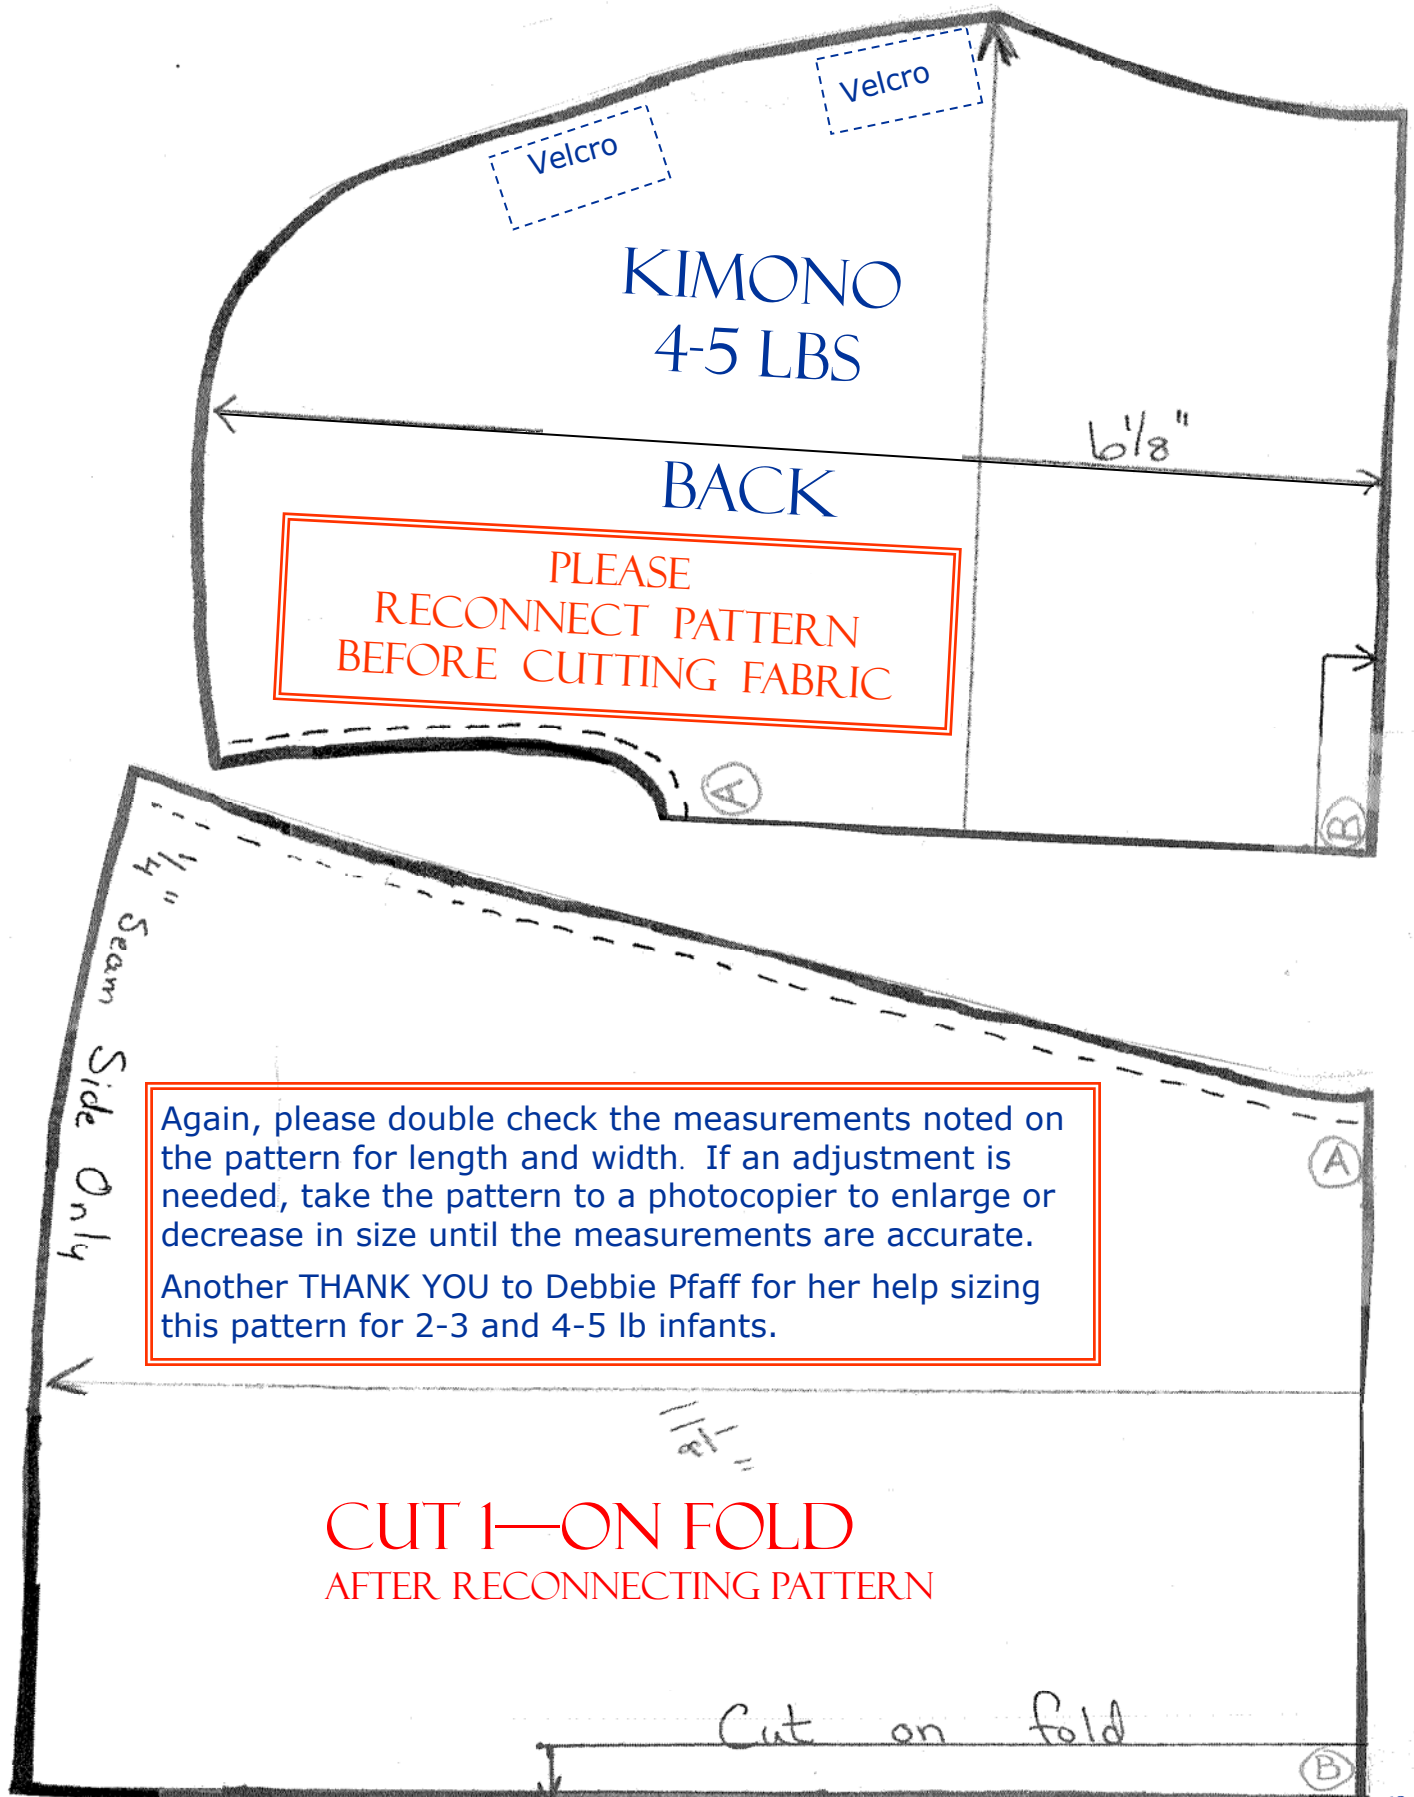 Velcro
Velcro
KIMONO
4-5 LBS
6 1/8"
BACK
PLEASE
RECONNECT PATTERN
BEFORE CUTTING FABRIC
A
B
1/4" Seam Side Only
Again, please double check the measurements noted on
the pattern for length and width. If an adjustment is
needed, take the pattern to a photocopier to enlarge or
decrease in size until the measurements are accurate.
Another THANK YOU to Debbie Pfaff for her help sizing
this pattern for 2-3 and 4-5 lb infants.
A
CUT 1—ON FOLD
AFTER RECONNECTING PATTERN
Cut on fold
B